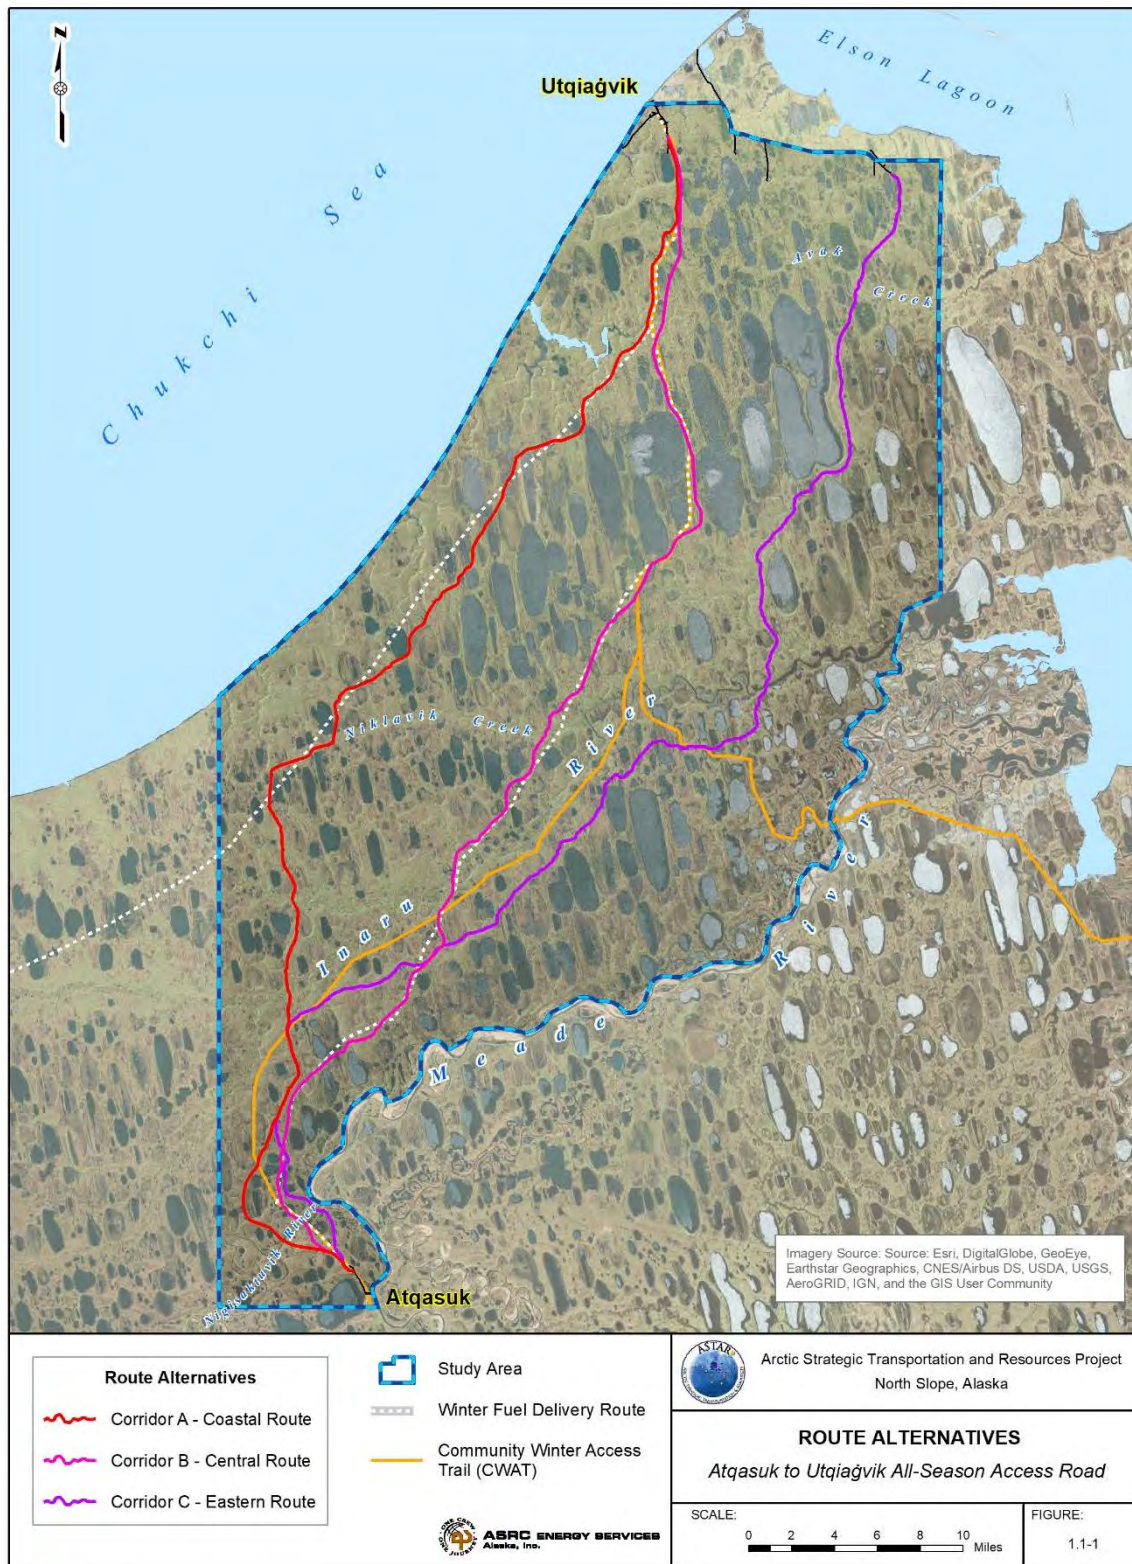 N
Utqiaġvik
Elson Lagoon
Chukchi Sea
Avak
Creek
Niklavik Creek
Inaru River
Meade River
Nigisaktuvik River
Atqasuk
Imagery Source: Source: Esri, DigitalGlobe, GeoEye,
Earthstar Geographics, CNES/Airbus DS, USDA, USGS,
AeroGRID, IGN, and the GIS User Community
Route Alternatives
Corridor A - Coastal Route
Corridor B - Central Route
Corridor C - Eastern Route
Study Area
Winter Fuel Delivery Route
Community Winter Access
Trail (CWAT)
ASRC ENERGY SERVICES
Alaska, Inc.
ASTAR
Arctic Strategic Transportation and Resources Project
North Slope, Alaska
ROUTE ALTERNATIVES
Atqasuk to Utqiaġvik All-Season Access Road
SCALE:
0 2 4 6 8 10
Miles
FIGURE:
1.1-1